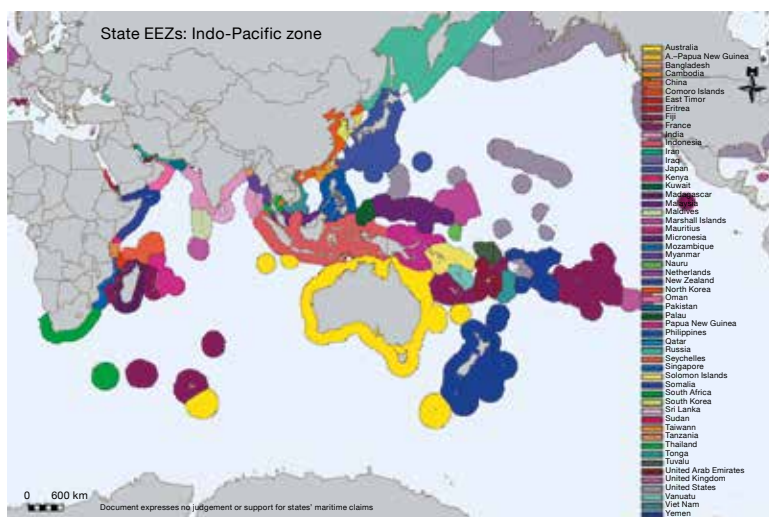 State EEZs: Indo-Pacific zone
Australia
A.–Papua New Guinea
Bangladesh
Cambodia
China
Comoro Islands
East Timor
Eritrea
Fiji
France
India
Indonesia
Iran
Iraq
Japan
Kenya
Kuwait
Madagascar
Malaysia
Maldives
Marshall Islands
Mauritius
Micronesia
Mozambique
Myanmar
Nauru
Netherlands
New Zealand
North Korea
Oman
Pakistan
Palau
Papua New Guinea
Philippines
Qatar
Russia
Seychelles
Singapore
Solomon Islands
Somalia
South Africa
South Korea
Sri Lanka
Sudan
Taiwann
Tanzania
Thailand
Tonga
Tuvalu
United Arab Emirates
United Kingdom
United States
Vanuatu
Viet Nam
Yemen
0 600 km
Document expresses no judgement or support for states' maritime claims